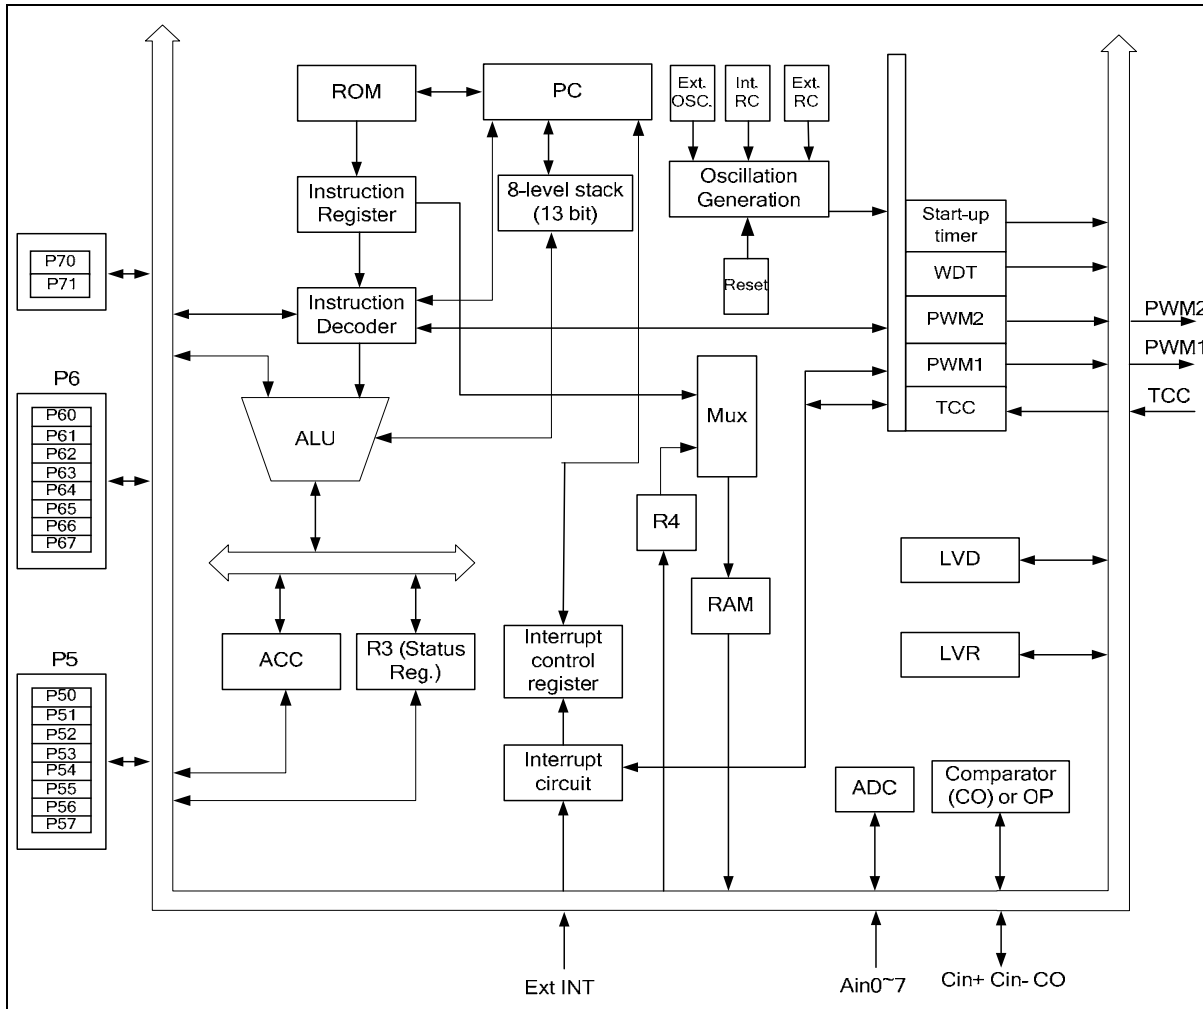 ROM
PC
Ext.
OSC.
Int.
RC
Ext.
RC
Instruction
Register
8-level stack
(13 bit)
Oscillation
Generation
Reset
Start-up
timer
WDT
PWM2
PWM1
TCC
PWM2
PWM1
TCC
P70
P71
Instruction
Decoder
P6
P60
P61
P62
P63
P64
P65
P66
P67
ALU
Mux
R4
RAM
LVD
LVR
ACC
R3 (Status
Reg.)
Interrupt
control
register
P5
P50
P51
P52
P53
P54
P55
P56
P57
Interrupt
circuit
ADC
Comparator
(CO) or OP
Ext INT
Ain0~7
Cin+ Cin- CO